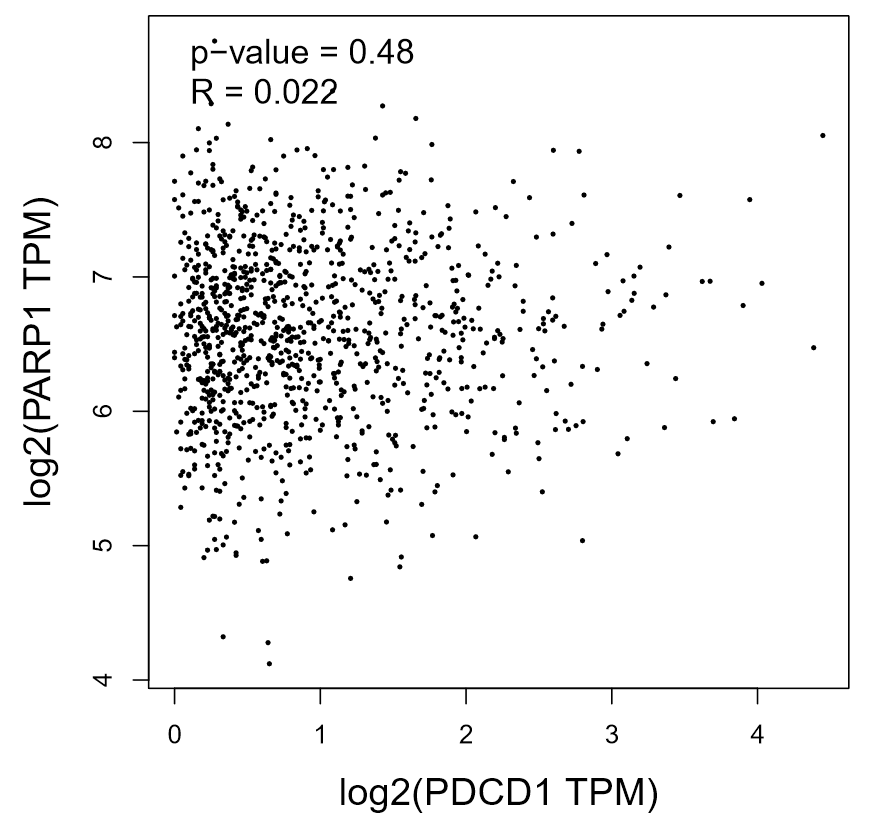 p-value = 0.48
R = 0.022
8
7
6
5
4
log2(PARP1 TPM)
0 1 2 3 4
log2(PDCD1 TPM)